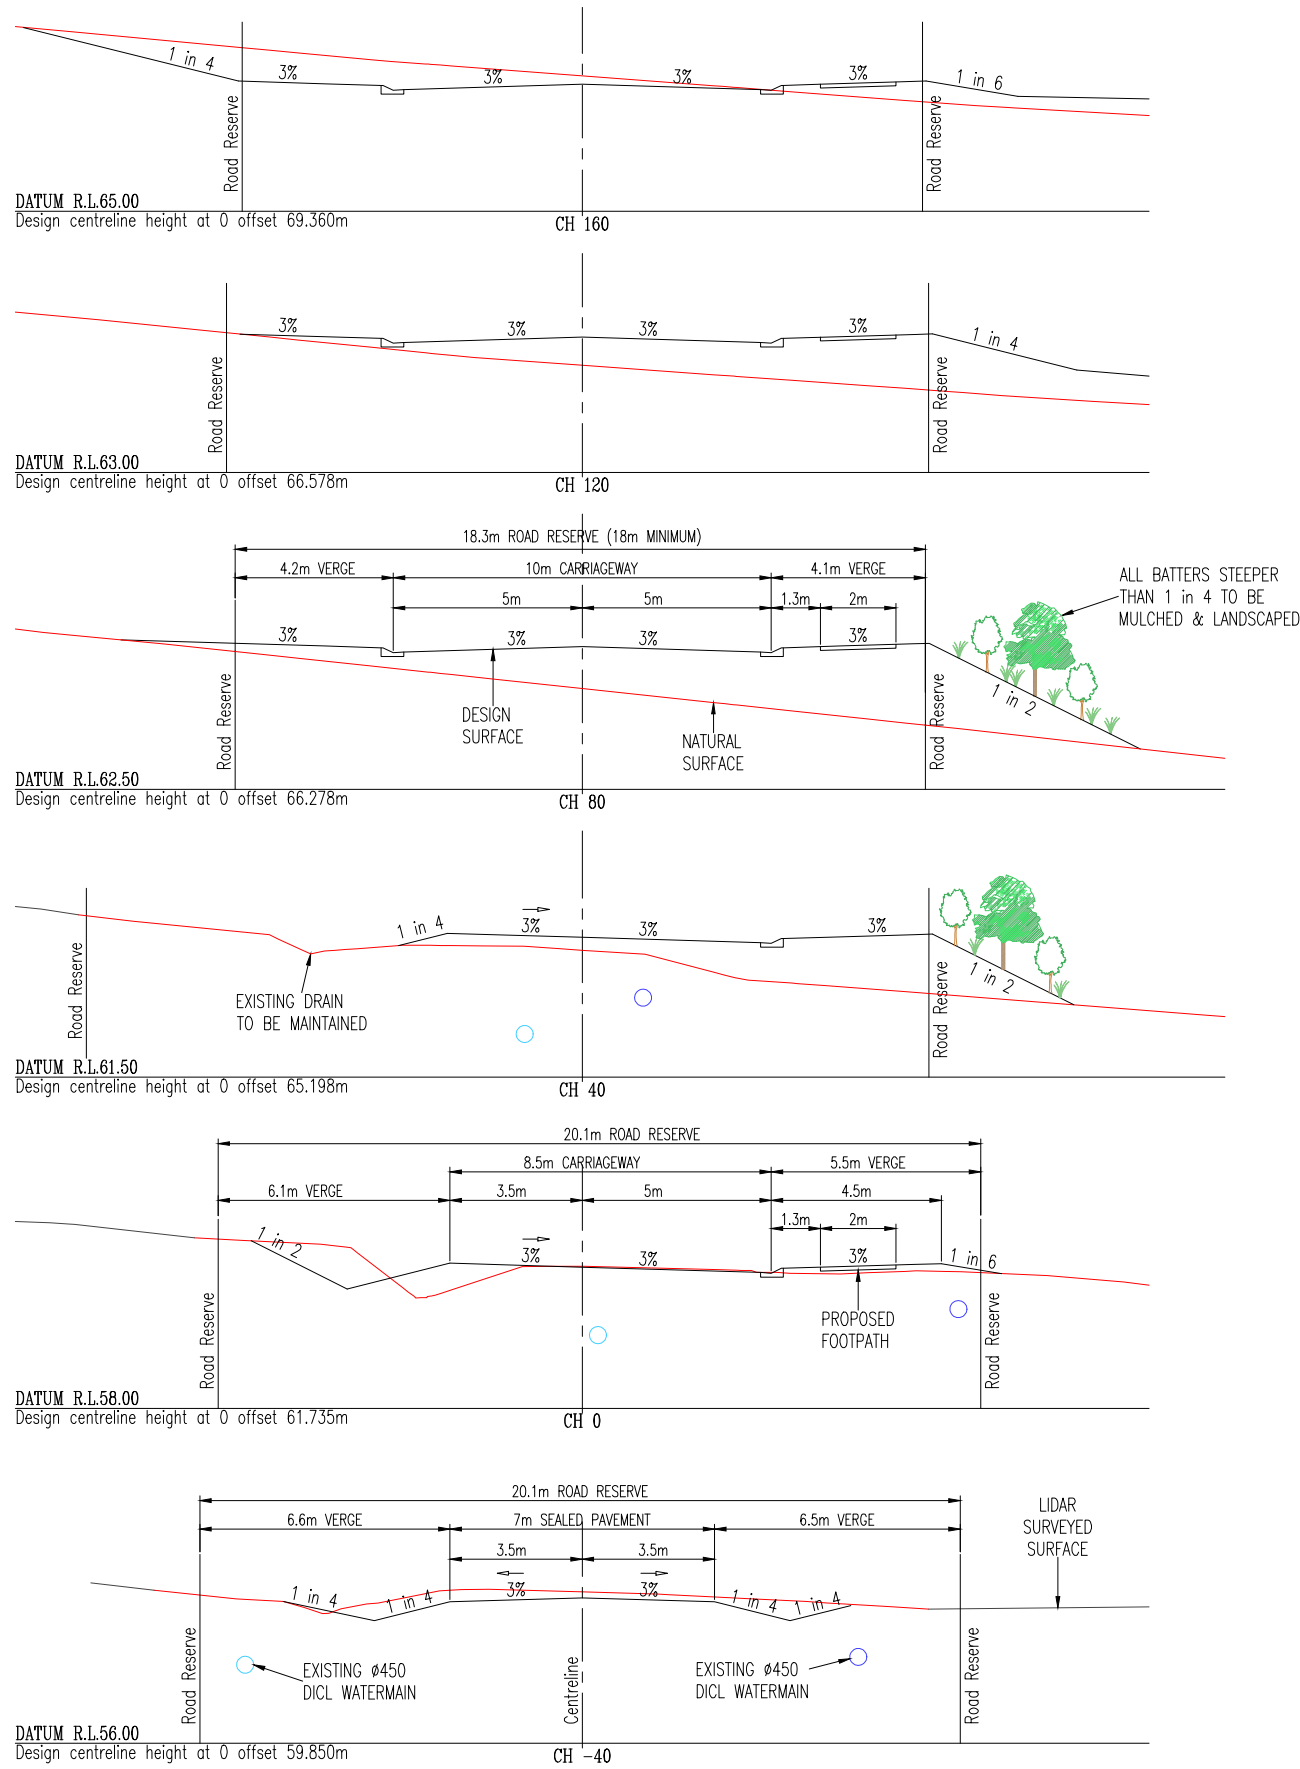 1 in 4
3%
3%
3%
3%
1 in 6
Road Reserve
Road Reserve
DATUM R.L.65.00
Design centreline height at 0 offset 69.360m
CH 160
3%
3%
3%
3%
1 in 4
Road Reserve
Road Reserve
DATUM R.L.63.00
Design centreline height at 0 offset 66.578m
CH 120
18.3m ROAD RESERVE (18m MINIMUM)
4.2m VERGE
10m CARRIAGEWAY
4.1m VERGE
5m
5m
1.3m
2m
ALL BATTERS STEEPER
THAN 1 in 4 TO BE
MULCHED & LANDSCAPED
3%
3%
3%
3%
1 in 2
DESIGN
SURFACE
NATURAL
SURFACE
Road Reserve
Road Reserve
DATUM R.L.62.50
Design centreline height at 0 offset 66.278m
CH 80
1 in 4
3%
3%
3%
1 in 2
EXISTING DRAIN
TO BE MAINTAINED
Road Reserve
Road Reserve
DATUM R.L.61.50
Design centreline height at 0 offset 65.198m
CH 40
20.1m ROAD RESERVE
8.5m CARRIAGEWAY
5.5m VERGE
6.1m VERGE
3.5m
5m
4.5m
1.3m
2m
1 in 2
3%
3%
3%
1 in 6
PROPOSED
FOOTPATH
Road Reserve
Road Reserve
DATUM R.L.58.00
Design centreline height at 0 offset 61.735m
CH 0
20.1m ROAD RESERVE
6.6m VERGE
7m SEALED PAVEMENT
6.5m VERGE
3.5m
3.5m
LIDAR
SURVEYED
SURFACE
1 in 4
1 in 4
3%
3%
1 in 4
1 in 4
EXISTING ø450
DICL WATERMAIN
EXISTING ø450
DICL WATERMAIN
Road Reserve
Centreline
Road Reserve
DATUM R.L.56.00
Design centreline height at 0 offset 59.850m
CH -40